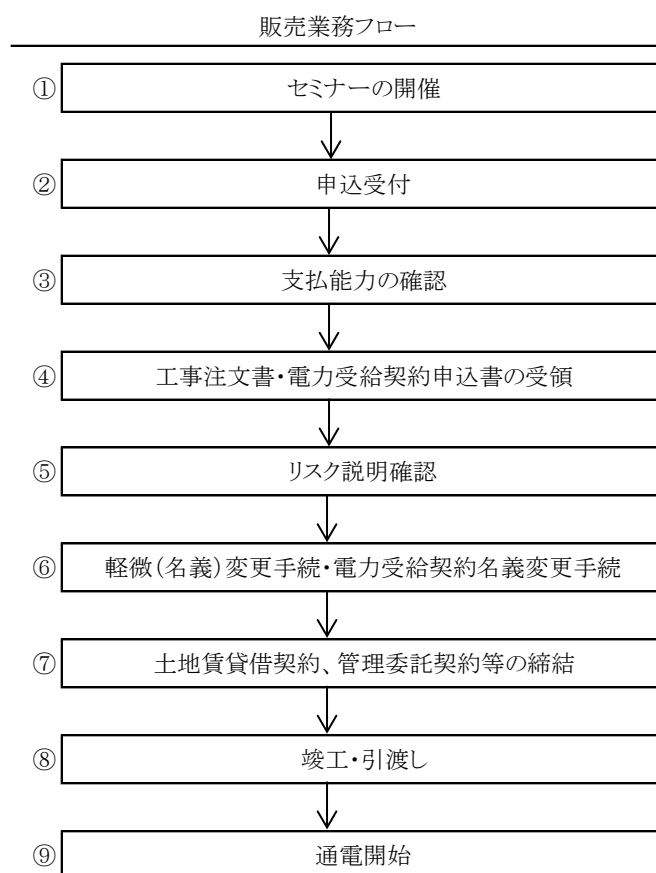 販売業務フロー
① セミナーの開催
② 申込受付
③ 支払能力の確認
④ 工事注文書・電力受給契約申込書の受領
⑤ リスク説明確認
⑥ 軽微(名義)変更手続・電力受給契約名義変更手続
⑦ 土地賃貸借契約、管理委託契約等の締結
⑧ 竣工・引渡し
⑨ 通電開始